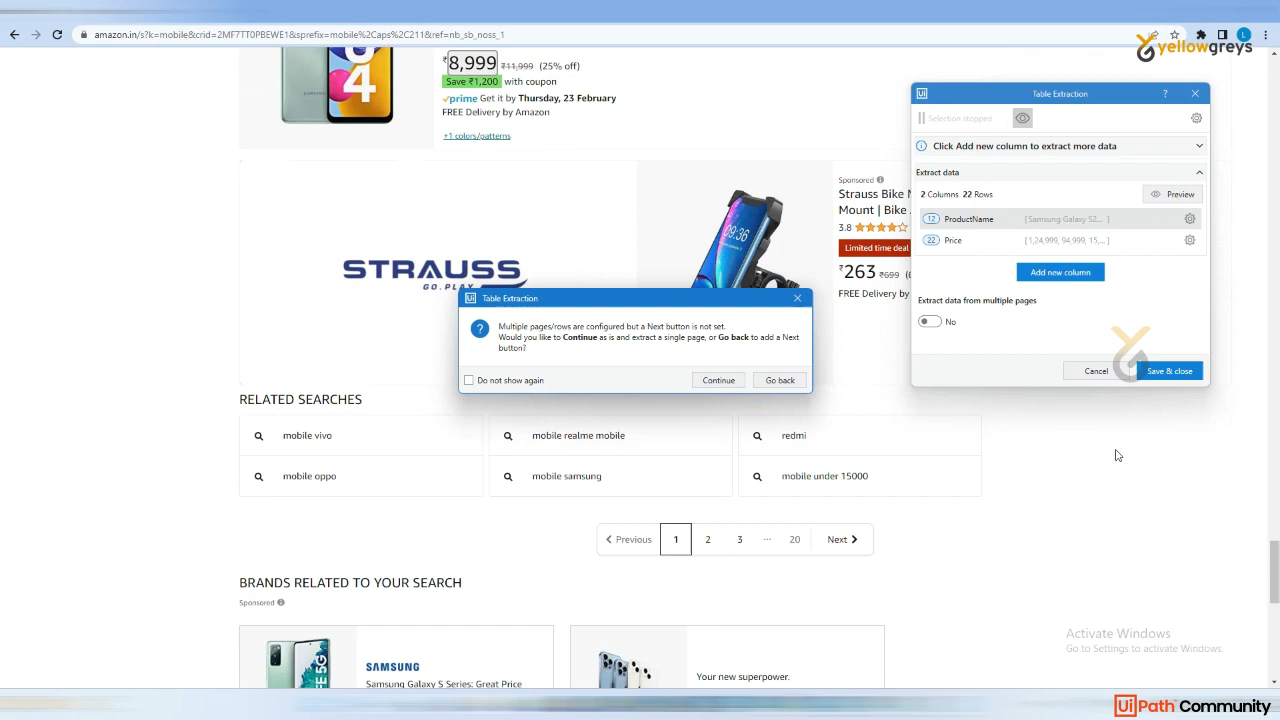 amazon.in/s?k=mobile&crid=2MF7TT0PBEWE1&sprefix=mobile%2Caps%2C211&ref=nb_sb_noss_1
L
yellowgreys
₹8,999 ₹11,999 (25% off)
Save ₹1,200 with coupon
prime Get it by Thursday, 23 February
FREE Delivery by Amazon
+1 colors/patterns
STRAUSS
GO.PLAY.
09:36
Sponsored
Strauss Bike
Mount | Bike
3.8
Limited time deal
₹263 ₹699
FREE Delivery by
Ui Table Extraction ?
Selection stopped
Click Add new column to extract more data
Extract data
2 Columns 22 Rows Preview
12 ProductName [ Samsung Galaxy S2... ]
22 Price [ 1,24,999, 94,999, 15,... ]
Add new column
Extract data from multiple pages
No
Cancel Save & close
Ui Table Extraction
Multiple pages/rows are configured but a Next button is not set.
Would you like to Continue as is and extract a single page, or Go back to add a Next
button?
Do not show again Continue Go back
RELATED SEARCHES
mobile vivo mobile realme mobile redmi
mobile oppo mobile samsung mobile under 15000
Previous 1 2 3 ... 20 Next
BRANDS RELATED TO YOUR SEARCH
Sponsored
SAMSUNG
Samsung Galaxy S Series: Great Price
Your new superpower.
Activate Windows
Go to Settings to activate Windows.
UiPath Community